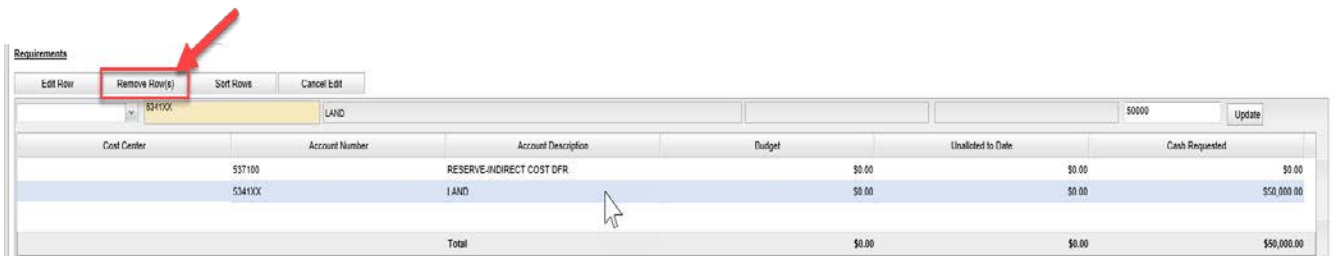 Requirements
Edit Row Remove Row(s) Sort Rows Cancel Edit
5341XX LAND 50000 Update
Cost Center Account Number Account Description Budget Unalloted to Date Cash Requested
537100 RESERVE-INDIRECT COST DFR $0.00 $0.00 $0.00
5341XX LAND $0.00 $0.00 $50,000.00
Total $0.00 $0.00 $50,000.00